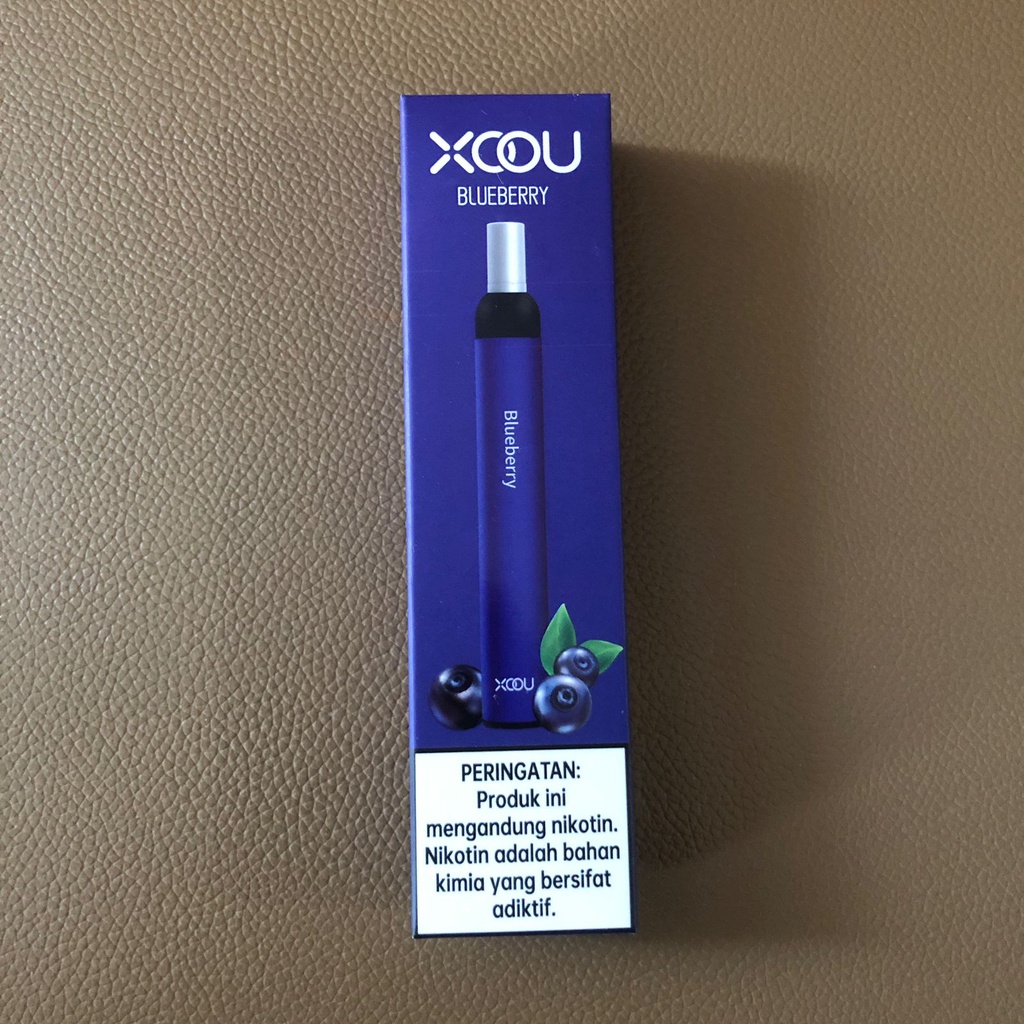 XOOU
BLUEBERRY
Blueberry
XOOU
PERINGATAN:
Produk ini
mengandung nikotin.
Nikotin adalah bahan
kimia yang bersifat
adiktif.